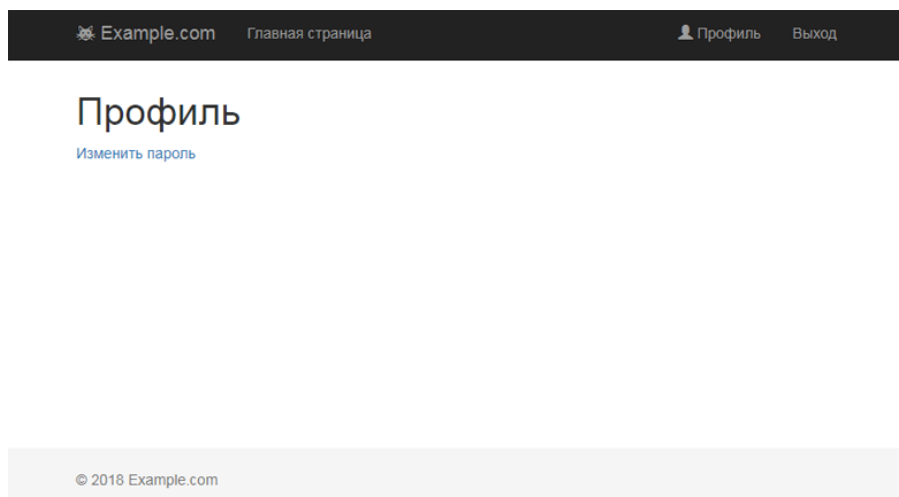 Example.com Главная страница Профиль Выход
Профиль
Изменить пароль
© 2018 Example.com